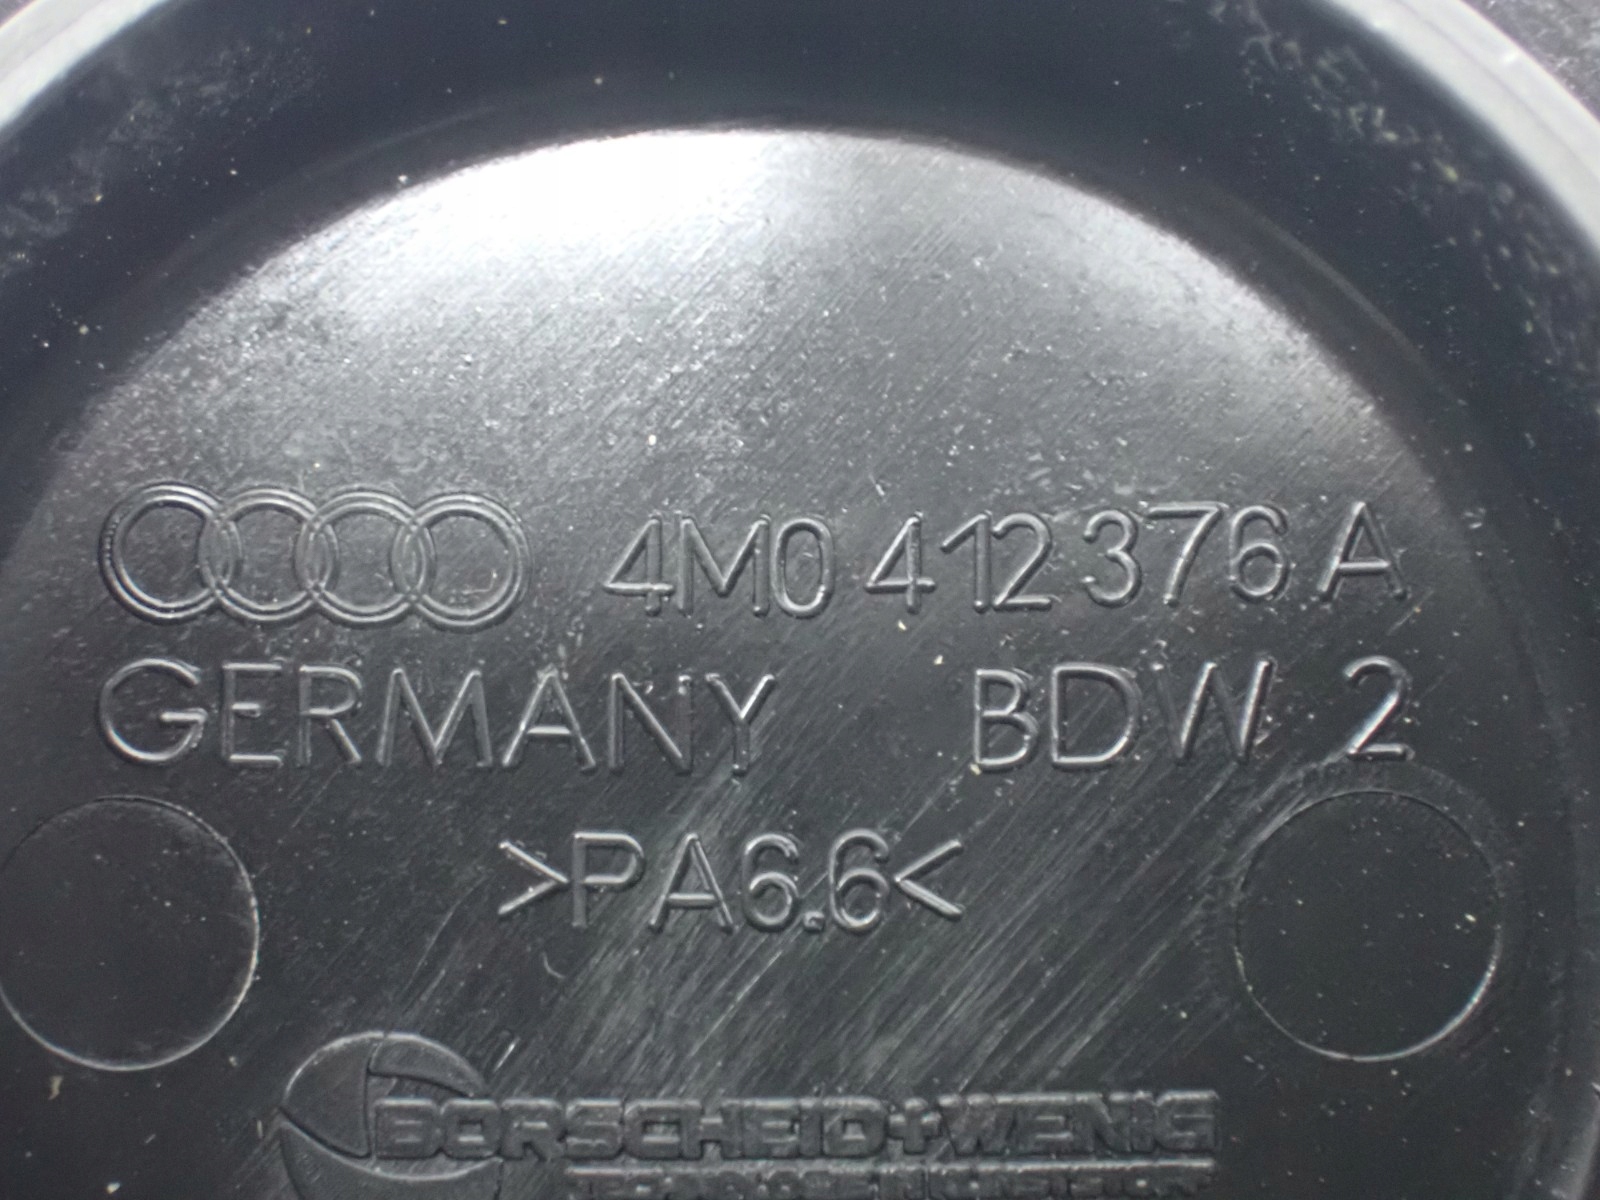 4M0 412 376 A
GERMANY BDW 2
>PA6.6<
BORSCHEID+WENIG